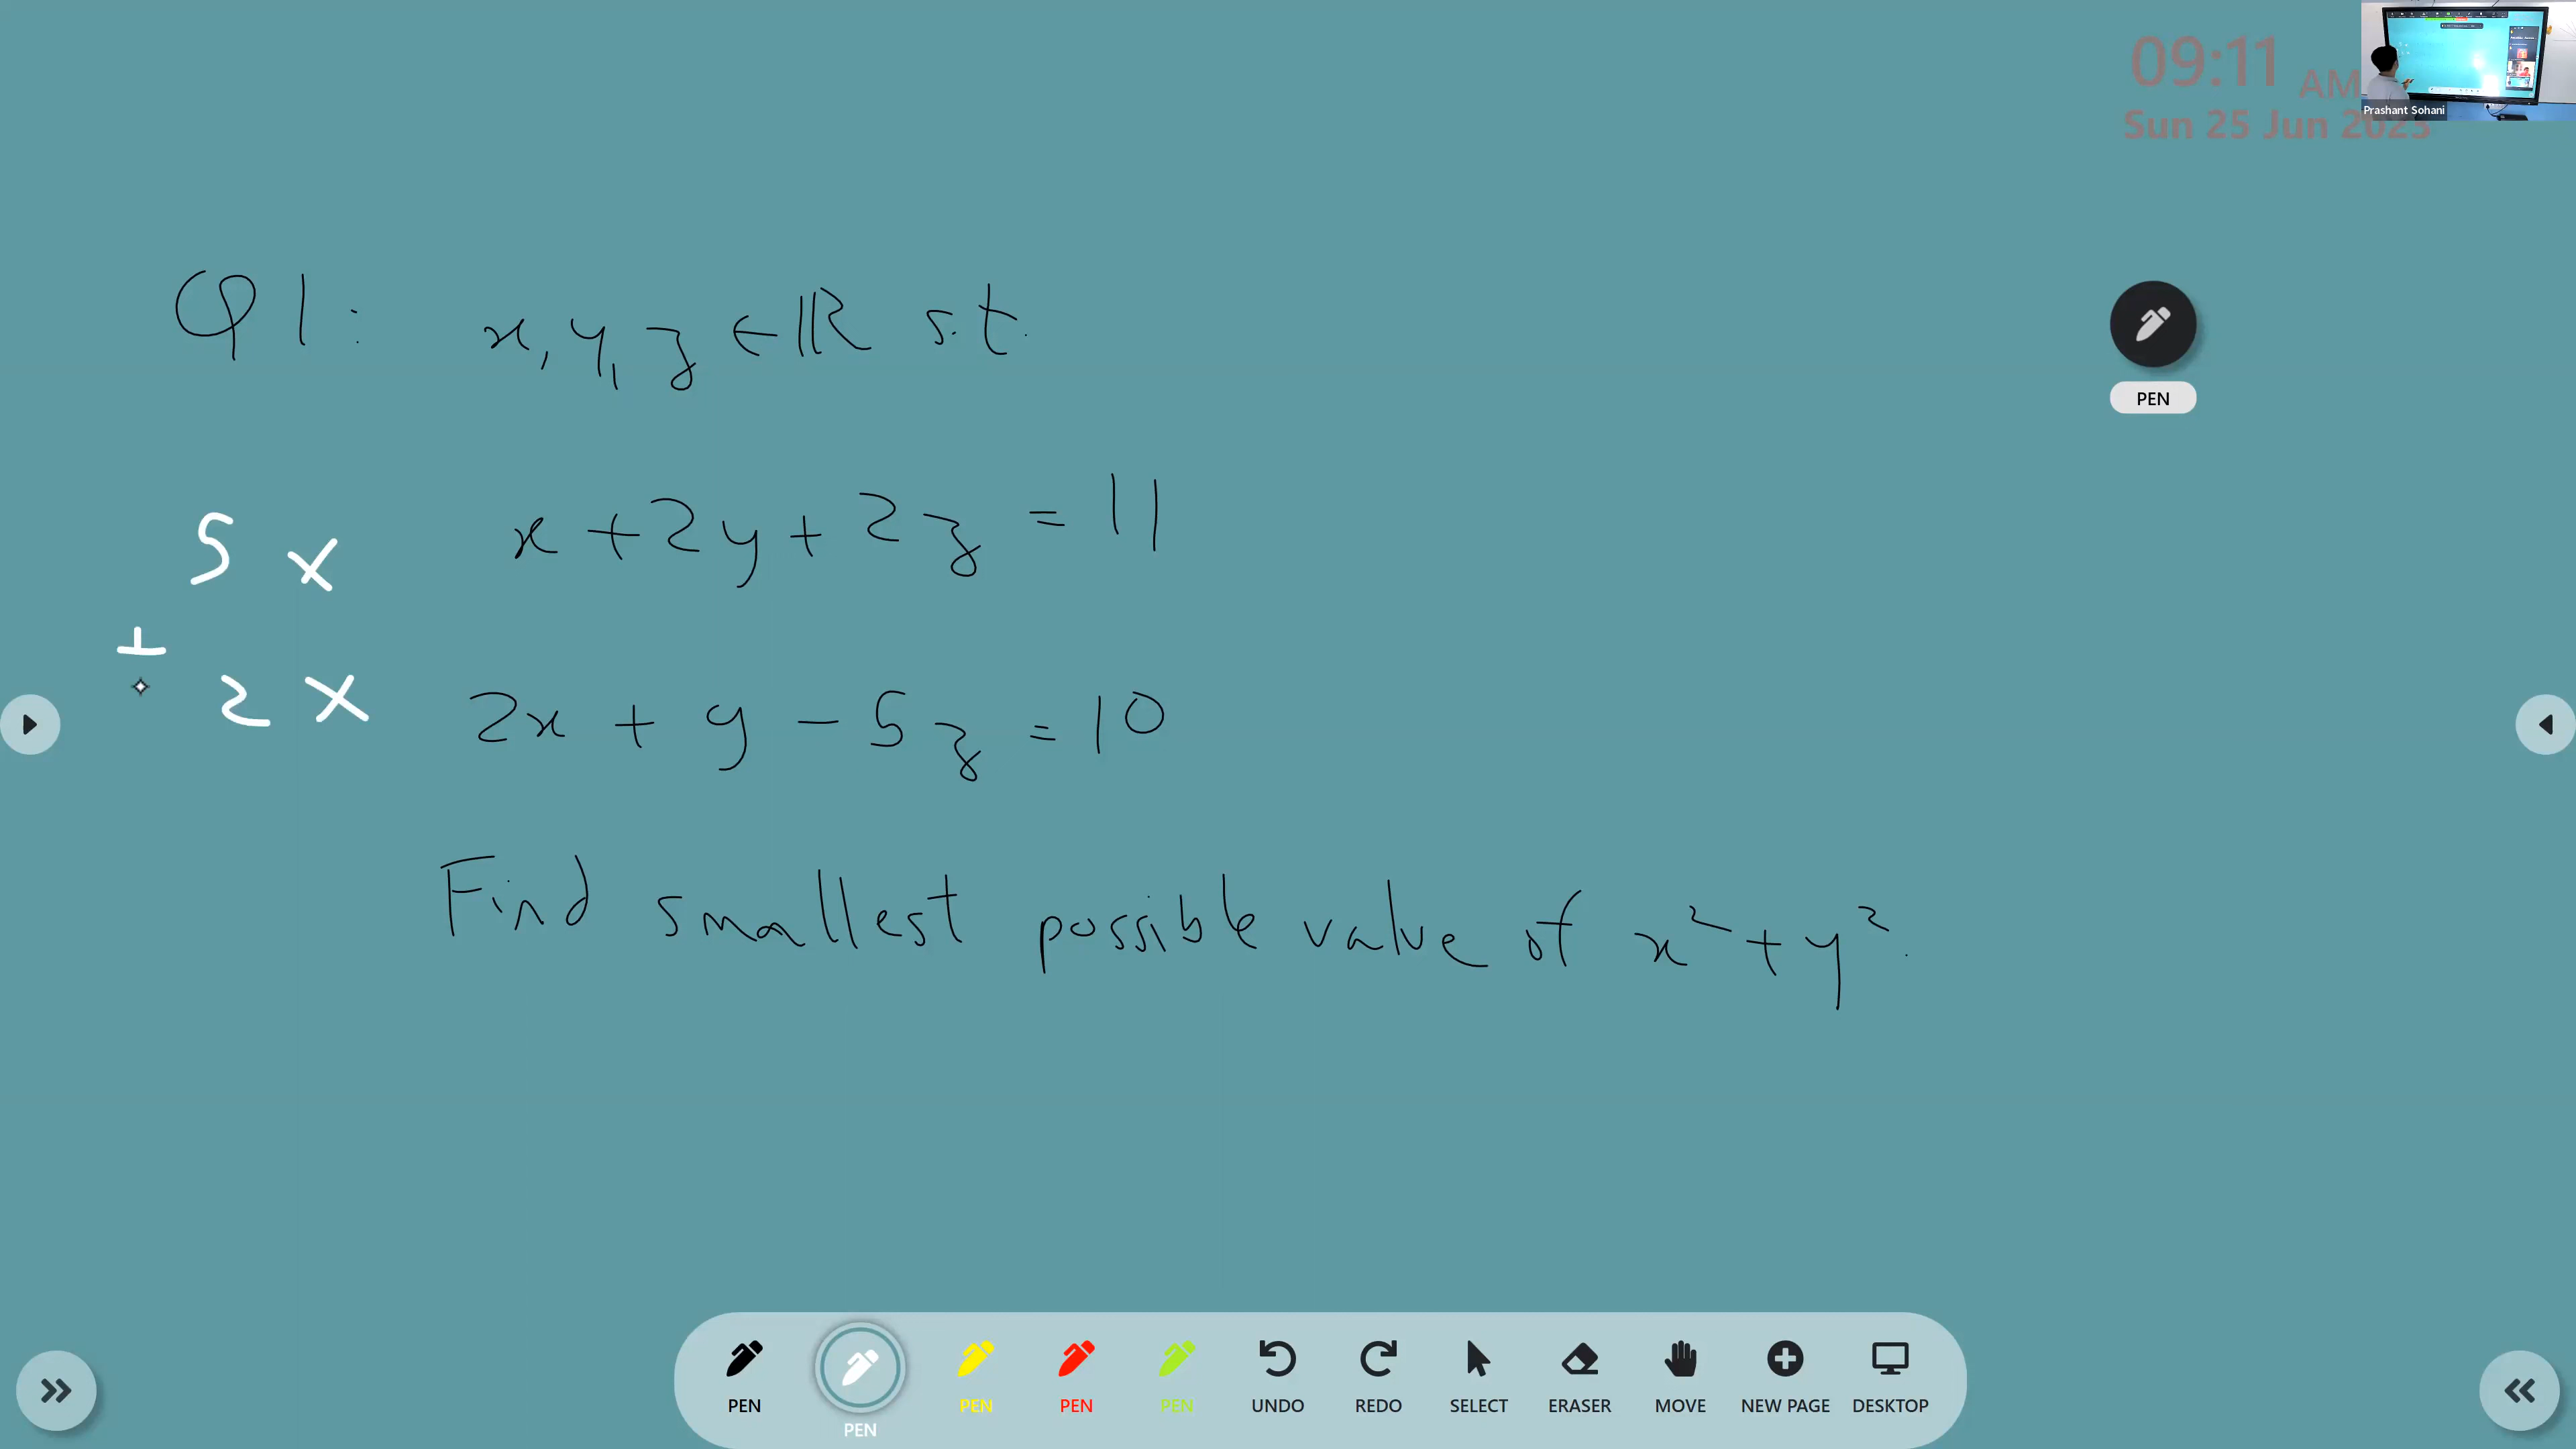 09:11 AM
Sun 25 Jun 2023
Prashant Sohani
Q1: x, y, z ∈ ℝ s.t.
PEN
5 × x + 2y + 2z = 11
+
2 × 2x + y - 5z = 10
Find smallest possible value of x² + y².
PEN PEN PEN PEN PEN UNDO REDO SELECT ERASER MOVE NEW PAGE DESKTOP